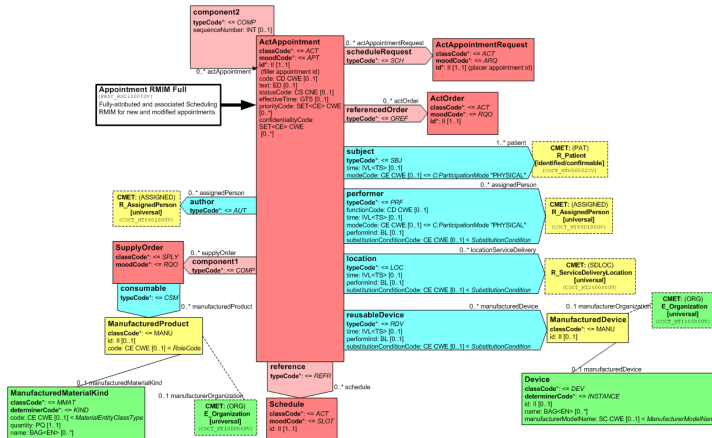 component2
typeCode*: <= COMP
sequenceNumber: INT [0..1]
0..* actAppointment
ActAppointment
classCode*: <= ACT
moodCode*: <= APT
id*: II [1..1]
(filler appointment id)
code: CD CWE [0..1]
text: ED [0..1]
statusCode: CS CNE [0..1]
effectiveTime: GTS [0..1]
priorityCode: SET<CE> CWE
[0..*]
confidentialityCode:
SET<CE> CWE
[0..*]
Appointment RMIM Full
Fully-attributed and associated Scheduling
RMIM for new and modified appointments.
0..* actAppointmentRequest
scheduleRequest
typeCode*: <= SCH
ActAppointmentRequest
classCode*: <= ACT
moodCode*: <= ARQ
id*: II [1..1] (placer appointment id)
0..* actOrder
referencedOrder
typeCode*: <= OREF
ActOrder
classCode*: <= ACT
moodCode*: <= RQO
id*: II [1..1]
1..* patient
subject
typeCode*: <= SBJ
time: IVL<TS> [0..1]
modeCode: CE CWE [0..1] <= C:ParticipationMode "PHYSICAL"
CMET: (PAT)
R_Patient
[identified/confirmable]
0..* assignedPerson
author
typeCode*: <= AUT
CMET: (ASSIGNED)
R_AssignedPerson
[universal]
(COCT_MT090100UV)
0..* assignedPerson
performer
typeCode*: <= PRF
functionCode: CD CWE [0..1]
time: IVL<TS> [0..1]
modeCode: CE CWE [0..1] <= C:ParticipationMode "PHYSICAL"
performInd: BL [0..1]
substitutionConditionCode: CE CWE [0..1] < SubstitutionCondition
CMET: (ASSIGNED)
R_AssignedPerson
[universal]
(COCT_MT090100UV)
0..* locationServiceDelivery
location
typeCode*: <= LOC
time: IVL<TS> [0..1]
performInd: BL [0..1]
substitutionConditionCode: CE CWE [0..1] < SubstitutionCondition
CMET: (SDLOC)
R_ServiceDeliveryLocation
[universal]
(COCT_MT240000UV)
0..* manufacturedDevice
reusableDevice
typeCode*: <= RDV
time: IVL<TS> [0..1]
performInd: BL [0..1]
substitutionConditionCode: CE CWE [0..1] < SubstitutionCondition
ManufacturedDevice
classCode*: <= MANU
id: II [0..1]
0..1 manufacturerOrganization
CMET: (ORG)
E_Organization
[universal]
(COCT_MT150000UV)
0..1 manufacturedDevice
Device
classCode*: <= DEV
determinerCode*: <= INSTANCE
id: II [0..1]
name: BAG<EN> [0..*]
manufacturerModelName: SC CWE [0..1] < ManufacturerModelName
SupplyOrder
classCode*: <= SPLY
moodCode*: <= RQO
0..* supplyOrder
component1
typeCode*: <= COMP
consumable
typeCode*: <= CSM
0..* manufacturedProduct
ManufacturedProduct
classCode*: <= MANU
id: II [0..1]
code: CE CWE [0..1] < RoleCode
0..1 manufacturedMaterialKind
ManufacturedMaterialKind
classCode*: <= MMAT
determinerCode*: <= KIND
code: CE CWE [0..1] < MaterialEntityClassType
quantity: PQ [1..1]
name: BAG<EN> [0..*]
0..1 manufacturerOrganization
CMET: (ORG)
E_Organization
[universal]
(COCT_MT150000UV)
reference
typeCode*: <= REFR
0..* schedule
Schedule
classCode*: <= ACT
moodCode*: <= SLOT
id*: II [1..1]